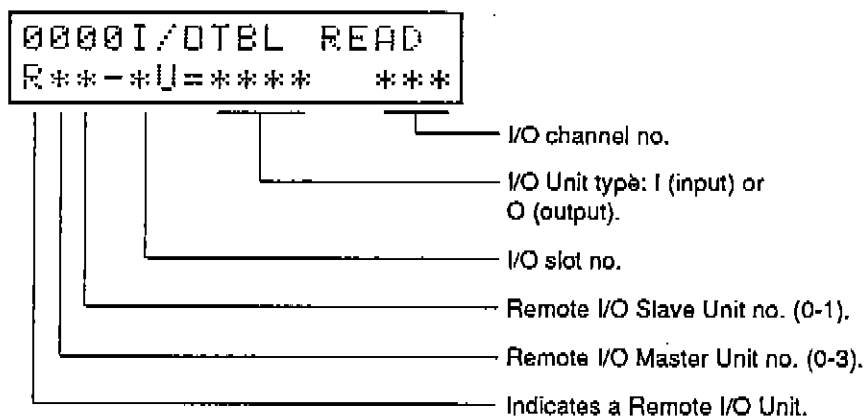 0000I/OTBL READ
R**-*U=**** ***
I/O channel no.
I/O Unit type: I (input) or
O (output).
I/O slot no.
Remote I/O Slave Unit no. (0-1).
Remote I/O Master Unit no. (0-3).
Indicates a Remote I/O Unit.